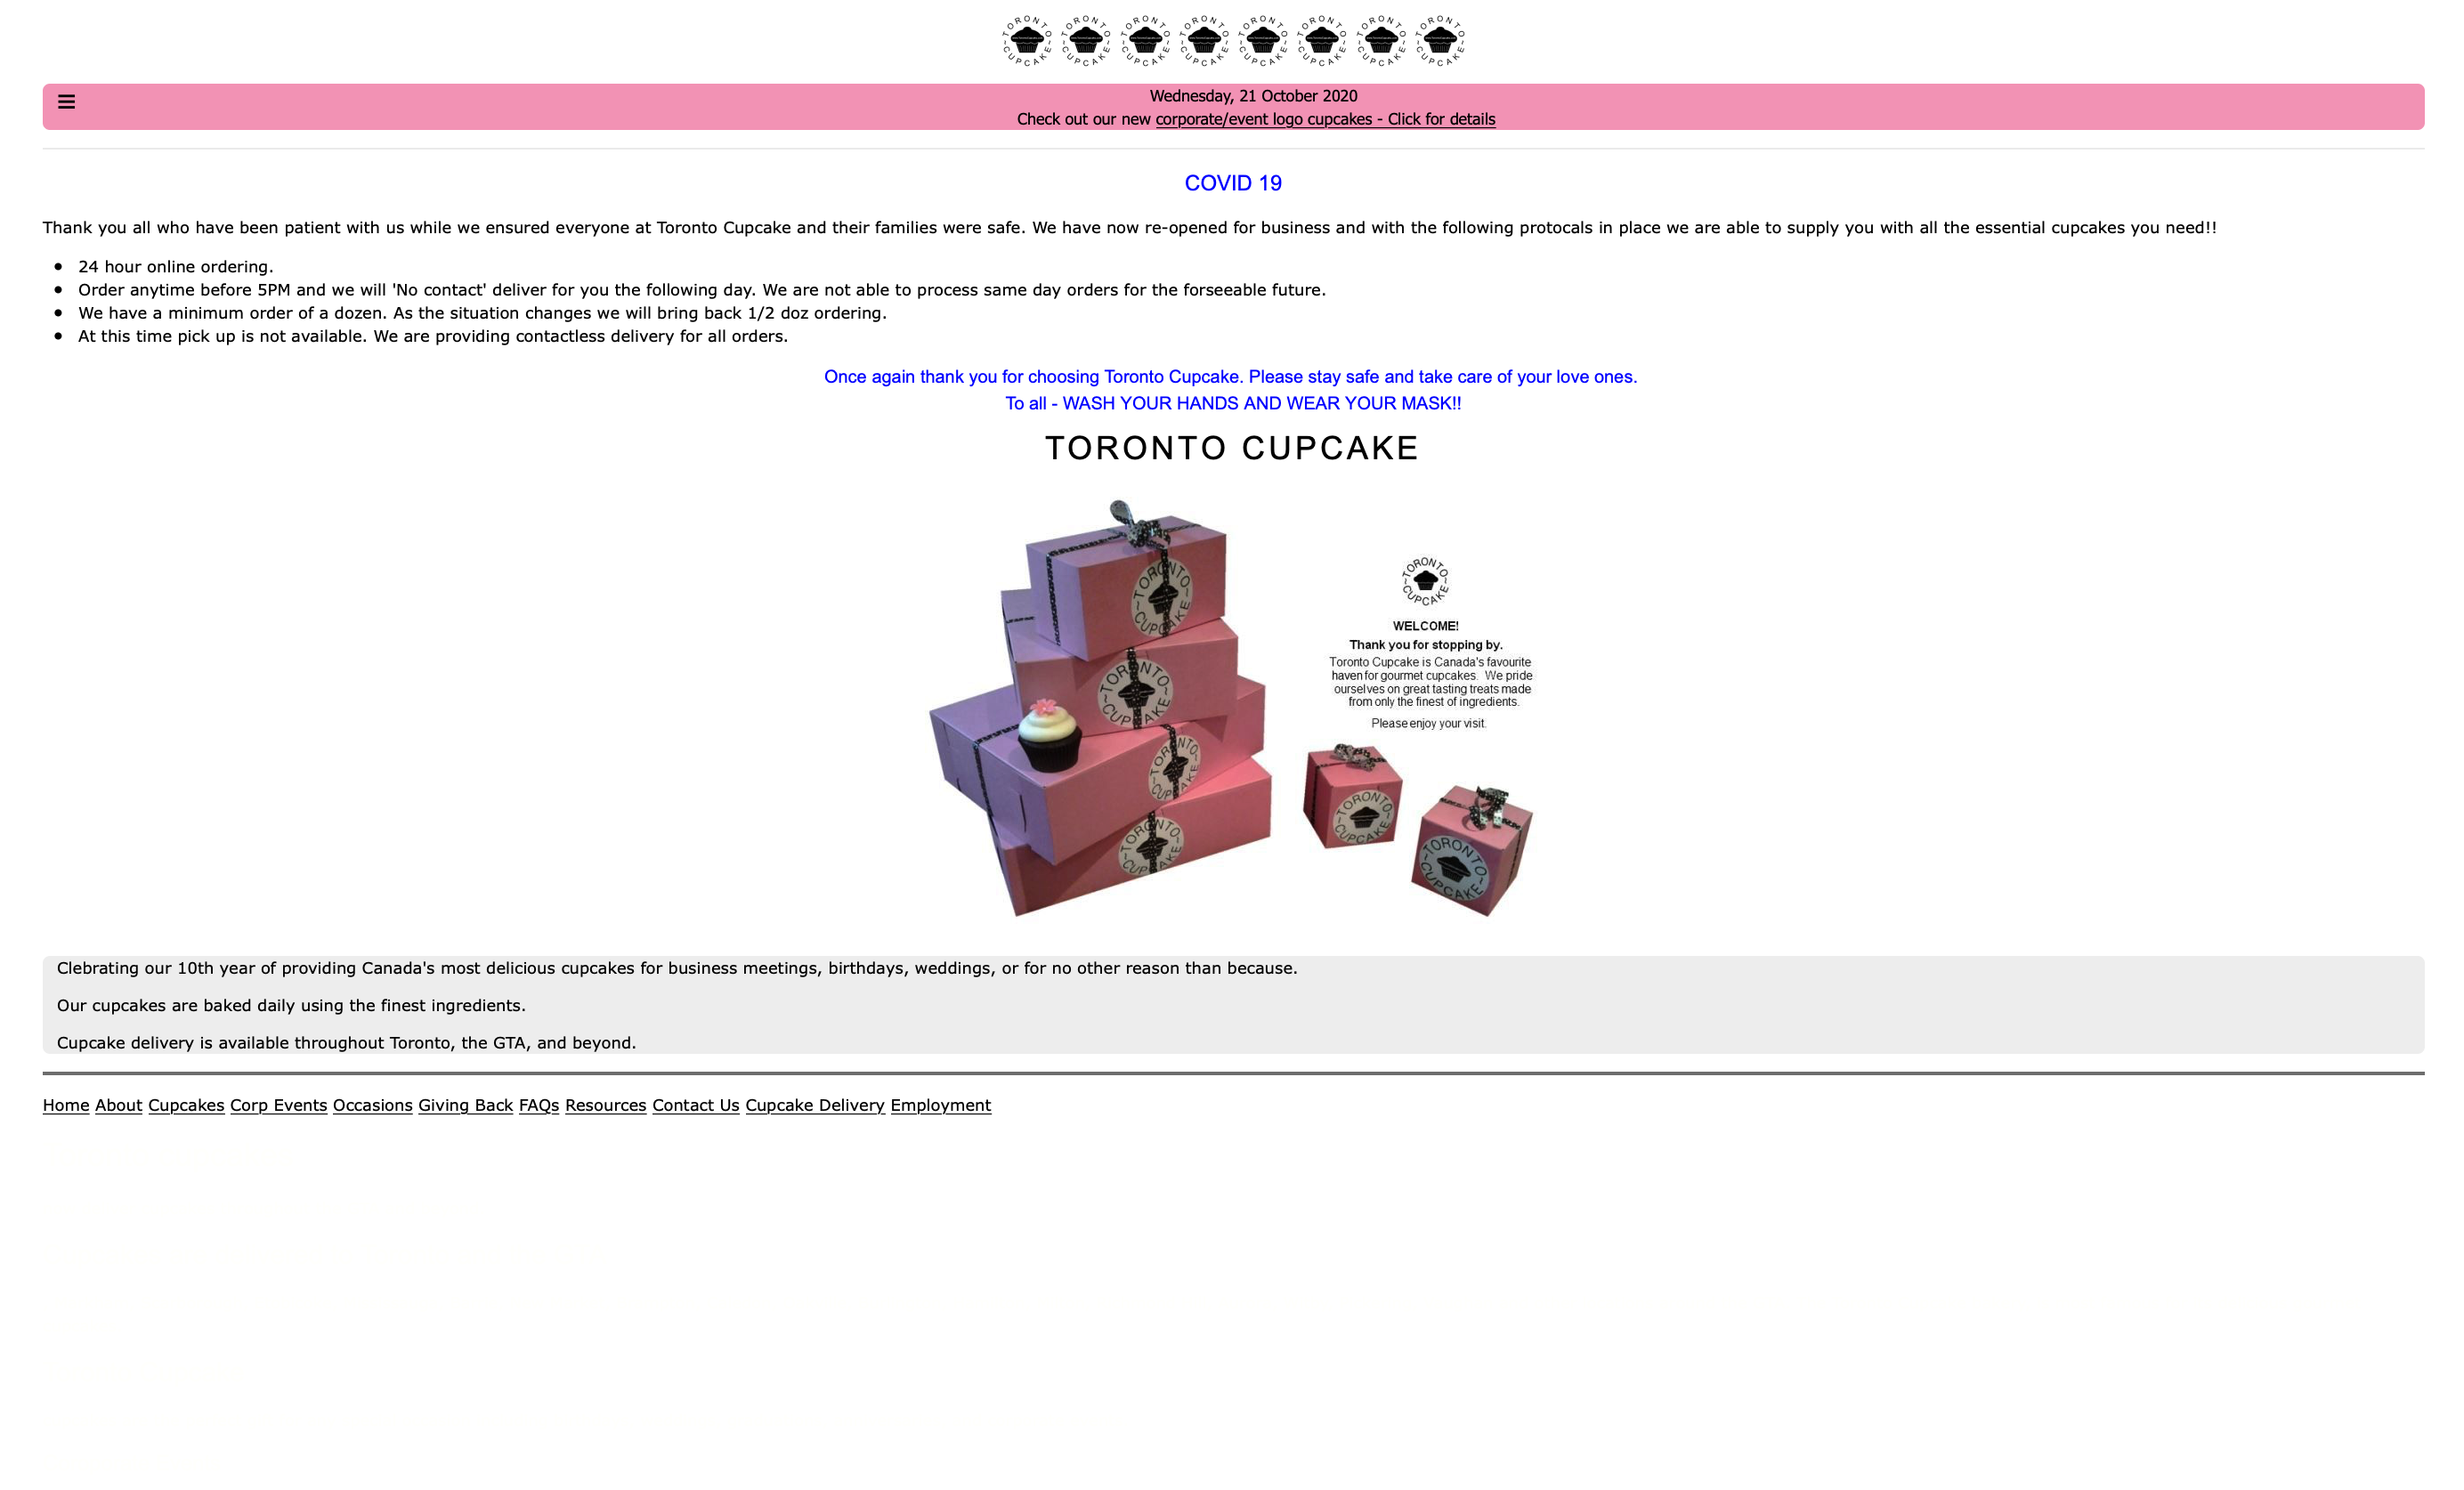 TORONTO CUPCAKE TORONTO CUPCAKE TORONTO CUPCAKE TORONTO CUPCAKE TORONTO CUPCAKE TORONTO CUPCAKE TORONTO CUPCAKE TORONTO CUPCAKE
Wednesday, 21 October 2020
Check out our new corporate/event logo cupcakes - Click for details
COVID 19
Thank you all who have been patient with us while we ensured everyone at Toronto Cupcake and their families were safe. We have now re-opened for business and with the following protocals in place we are able to supply you with all the essential cupcakes you need!!
24 hour online ordering.
Order anytime before 5PM and we will 'No contact' deliver for you the following day. We are not able to process same day orders for the forseeable future.
We have a minimum order of a dozen. As the situation changes we will bring back 1/2 doz ordering.
At this time pick up is not available. We are providing contactless delivery for all orders.
Once again thank you for choosing Toronto Cupcake. Please stay safe and take care of your love ones.
To all - WASH YOUR HANDS AND WEAR YOUR MASK!!
TORONTO CUPCAKE
TORONTO CUPCAKE
TORONTO CUPCAKE
TORONTO CUPCAKE
TORONTO CUPCAKE
TORONTO CUPCAKE
WELCOME!
Thank you for stopping by.
Toronto Cupcake is Canada's favourite
haven for gourmet cupcakes. We pride
ourselves on great tasting treats made
from only the finest of ingredients.
Please enjoy your visit.
TORONTO CUPCAKE
TORONTO CUPCAKE
Clebrating our 10th year of providing Canada's most delicious cupcakes for business meetings, birthdays, weddings, or for no other reason than because.
Our cupcakes are baked daily using the finest ingredients.
Cupcake delivery is available throughout Toronto, the GTA, and beyond.
Home About Cupcakes Corp Events Occasions Giving Back FAQs Resources Contact Us Cupcake Delivery Employment